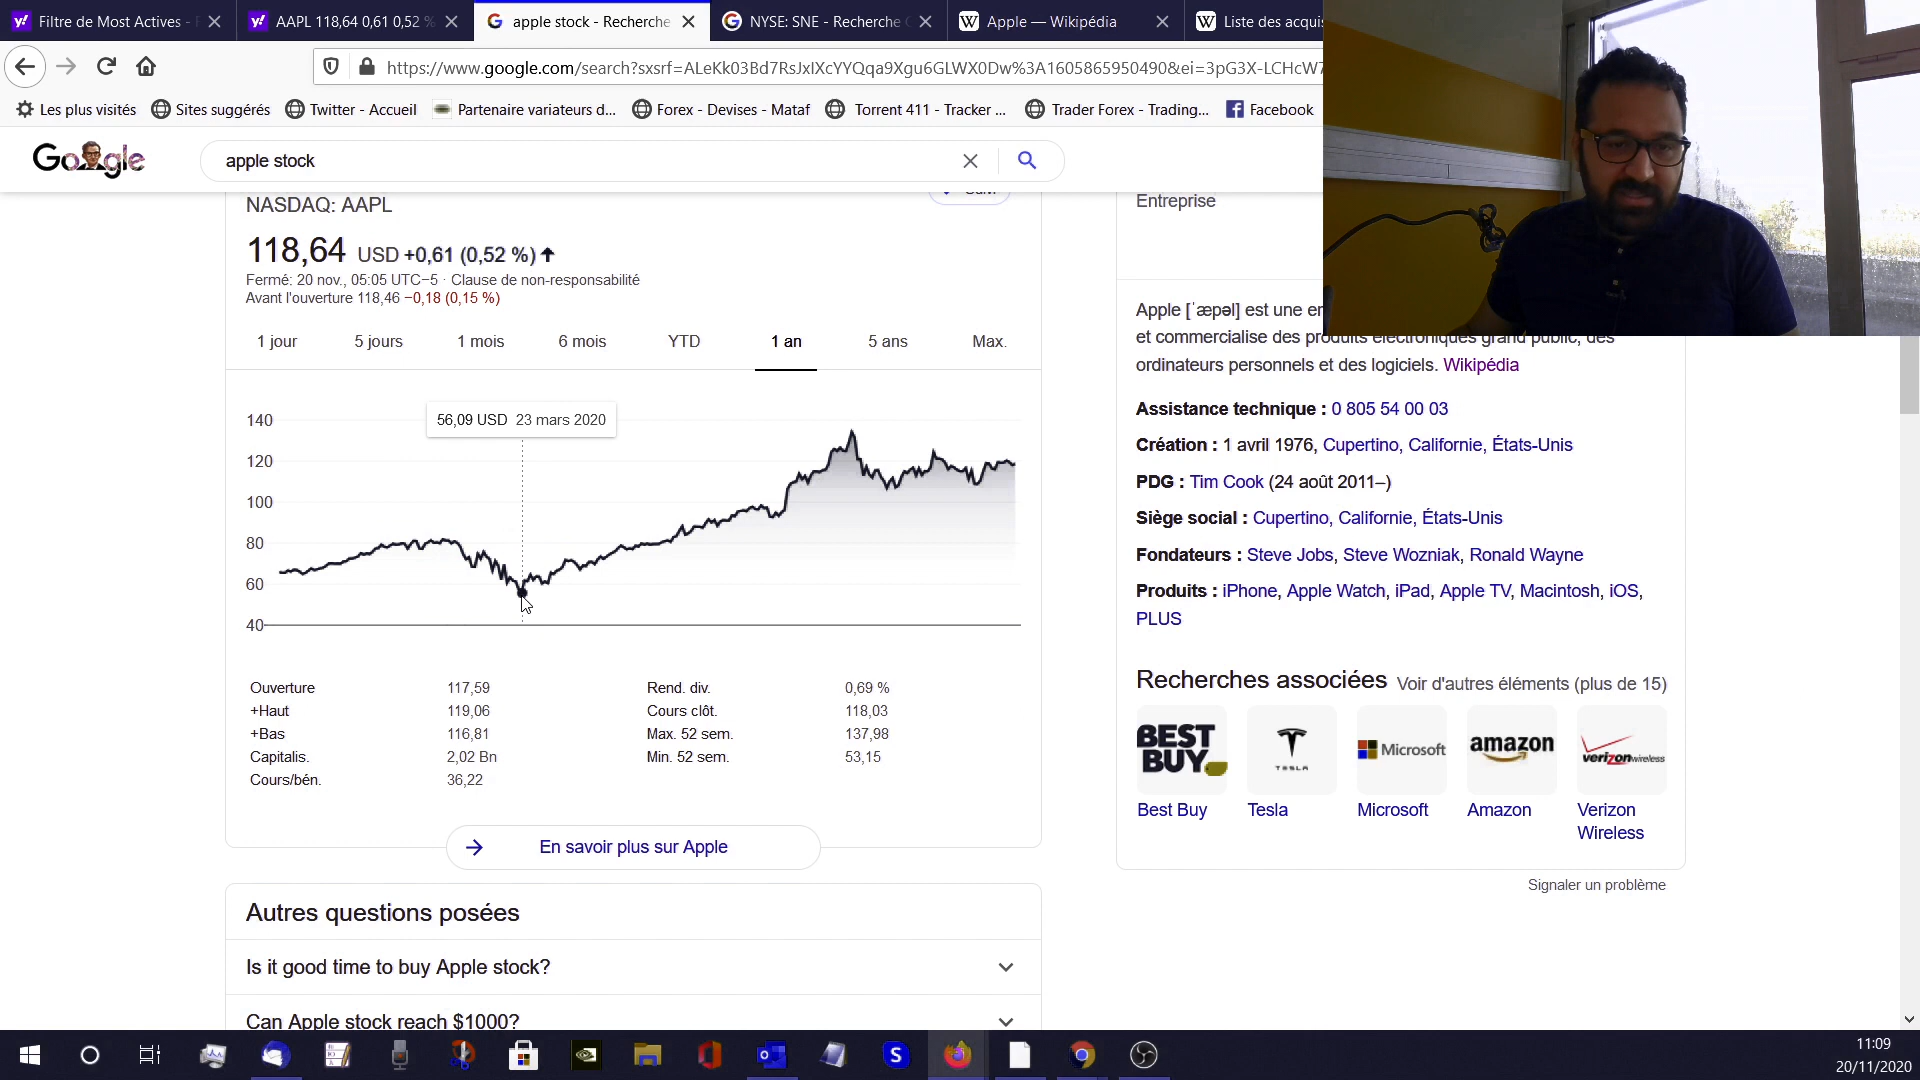 Filtre de Most Actives -
AAPL 118,64 0,61 0,52 %
apple stock - Recherche
NYSE: SNE - Recherche
Apple — Wikipédia
Liste des acquis
https://www.google.com/search?sxsrf=ALeKk03Bd7RsJxIXcYYQqa9Xgu6GLWX0Dw%3A1605865950490&ei=3pG3X-LCHcW7
Les plus visités
Sites suggérés
Twitter - Accueil
Partenaire variateurs d...
Forex - Devises - Mataf
Torrent 411 - Tracker ...
Trader Forex - Trading...
Facebook
Google
apple stock
NASDAQ: AAPL
118,64 USD +0,61 (0,52 %)
Fermé: 20 nov., 05:05 UTC−5 · Clause de non-responsabilité
Avant l'ouverture 118,46 −0,18 (0,15 %)
1 jour
5 jours
1 mois
6 mois
YTD
1 an
5 ans
Max.
56,09 USD 23 mars 2020
140
120
100
80
60
40
Ouverture 117,59
+Haut 119,06
+Bas 116,81
Capitalis. 2,02 Bn
Cours/bén. 36,22
Rend. div. 0,69 %
Cours clôt. 118,03
Max. 52 sem. 137,98
Min. 52 sem. 53,15
En savoir plus sur Apple
Autres questions posées
Is it good time to buy Apple stock?
Can Apple stock reach $1000?
Entreprise
Apple [ˈæpəl] est une
et commercialise des produits électroniques grand public, des
ordinateurs personnels et des logiciels. Wikipédia
Assistance technique : 0 805 54 00 03
Création : 1 avril 1976, Cupertino, Californie, États-Unis
PDG : Tim Cook (24 août 2011–)
Siège social : Cupertino, Californie, États-Unis
Fondateurs : Steve Jobs, Steve Wozniak, Ronald Wayne
Produits : iPhone, Apple Watch, iPad, Apple TV, Macintosh, iOS,
PLUS
Recherches associées
Voir d'autres éléments (plus de 15)
BEST
BUY
TESLA
Microsoft
amazon
verizonwireless
Best Buy
Tesla
Microsoft
Amazon
Verizon
Wireless
Signaler un problème
11:09
20/11/2020